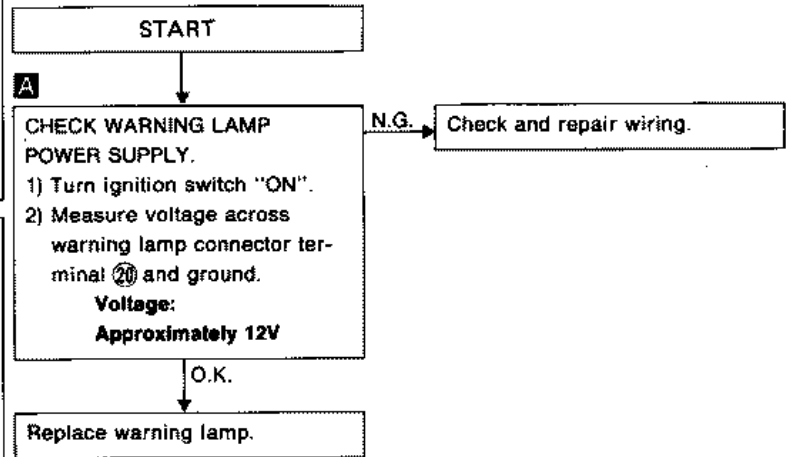 START
A
CHECK WARNING LAMP
POWER SUPPLY.
1) Turn ignition switch "ON".
2) Measure voltage across
warning lamp connector ter-
minal ⑳ and ground.
Voltage:
Approximately 12V
N.G.
Check and repair wiring.
O.K.
Replace warning lamp.